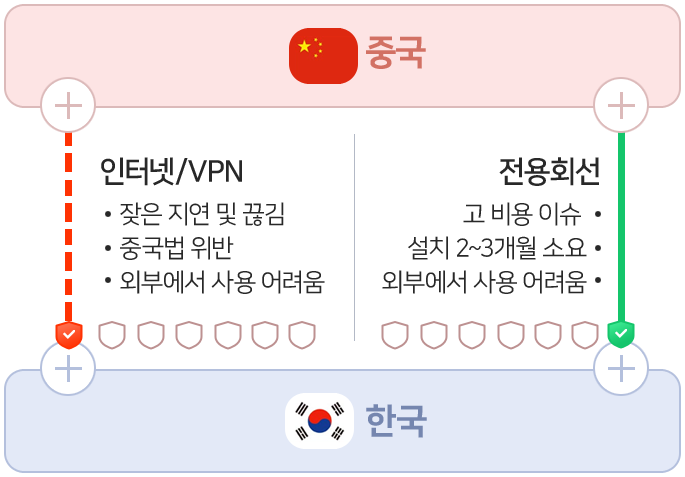 중국
인터넷/VPN
• 잦은 지연 및 끊김
• 중국법 위반
• 외부에서 사용 어려움
전용회선
고 비용 이슈 •
설치 2~3개월 소요 •
외부에서 사용 어려움 •
한국